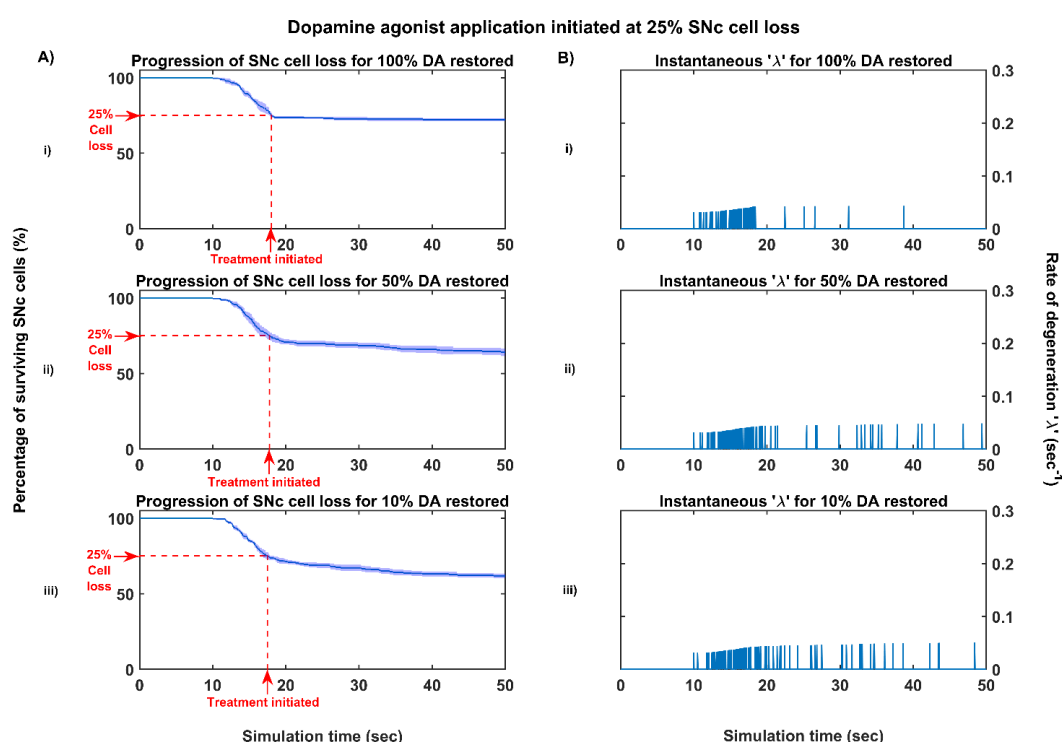 Dopamine agonist application initiated at 25% SNc cell loss
A)
Progression of SNc cell loss for 100% DA restored
100
50
0
25%
Cell
loss
i)
0 10 20 30 40 50
Treatment initiated
Progression of SNc cell loss for 50% DA restored
100
50
0
25%
Cell
loss
ii)
0 10 20 30 40 50
Treatment initiated
Progression of SNc cell loss for 10% DA restored
100
50
0
25%
Cell
loss
iii)
0 10 20 30 40 50
Treatment initiated
Percentage of surviving SNc cells (%)
Simulation time (sec)
B)
Instantaneous 'λ' for 100% DA restored
i)
0.3
0.2
0.1
0
0 10 20 30 40 50
Instantaneous 'λ' for 50% DA restored
ii)
0.3
0.2
0.1
0
0 10 20 30 40 50
Instantaneous 'λ' for 10% DA restored
iii)
0.3
0.2
0.1
0
0 10 20 30 40 50
Rate of degeneration 'λ' (sec⁻¹
Simulation time (sec)